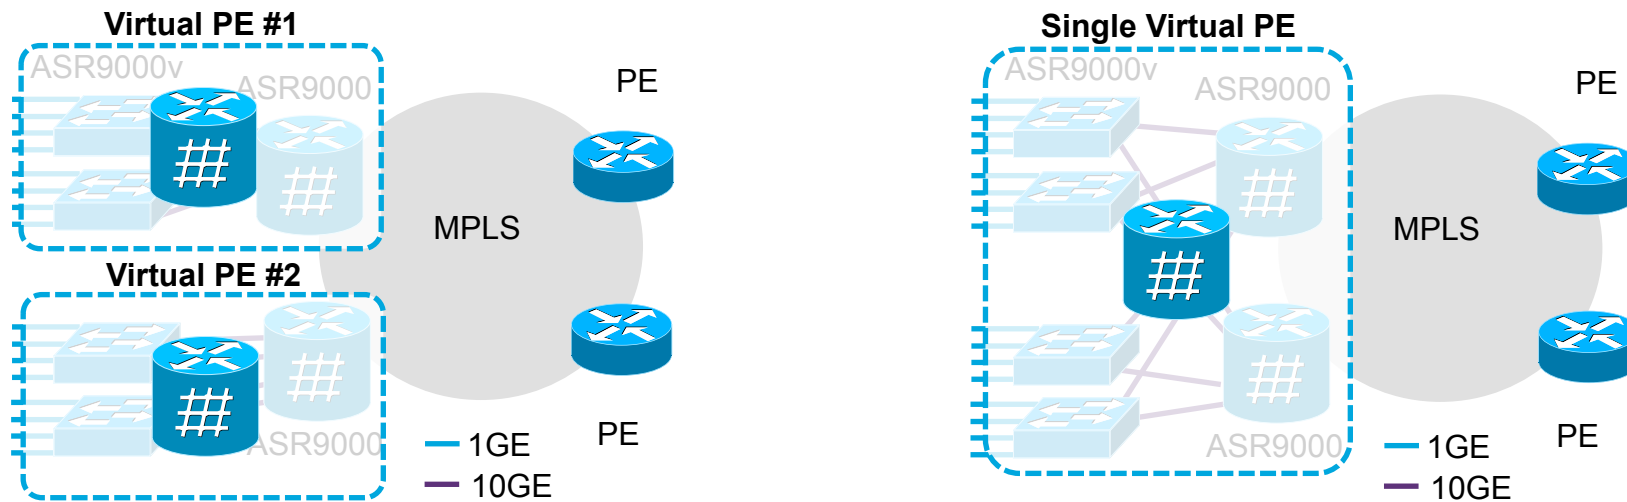 Virtual PE #1
ASR9000v
ASR9000
PE
MPLS
Virtual PE #2
ASR9000
PE
1GE
10GE
Single Virtual PE
ASR9000v
ASR9000
PE
MPLS
ASR9000
PE
1GE
10GE